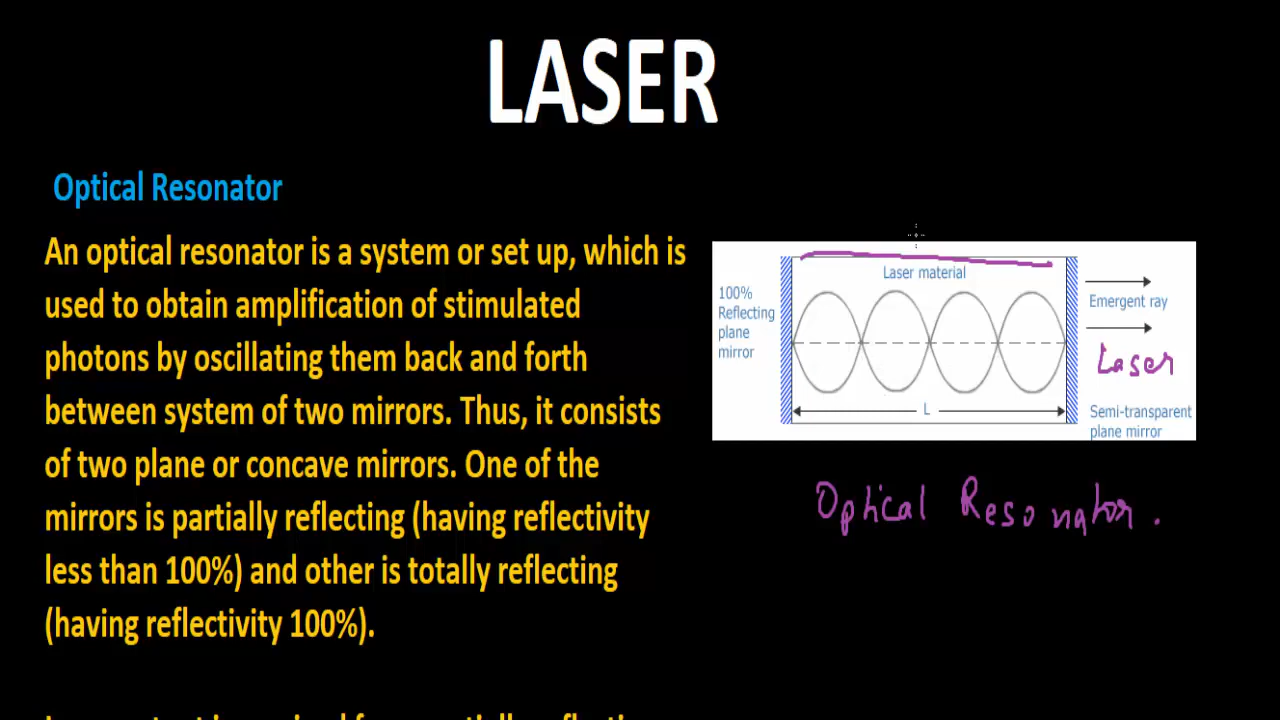 LASER
Optical Resonator
An optical resonator is a system or set up, which is
used to obtain amplification of stimulated
photons by oscillating them back and forth
between system of two mirrors. Thus, it consists
of two plane or concave mirrors. One of the
mirrors is partially reflecting (having reflectivity
less than 100%) and other is totally reflecting
(having reflectivity 100%).
100%
Reflecting
plane
mirror
Laser material
L
Emergent ray
Laser
Semi-transparent
plane mirror
Optical Resonator.